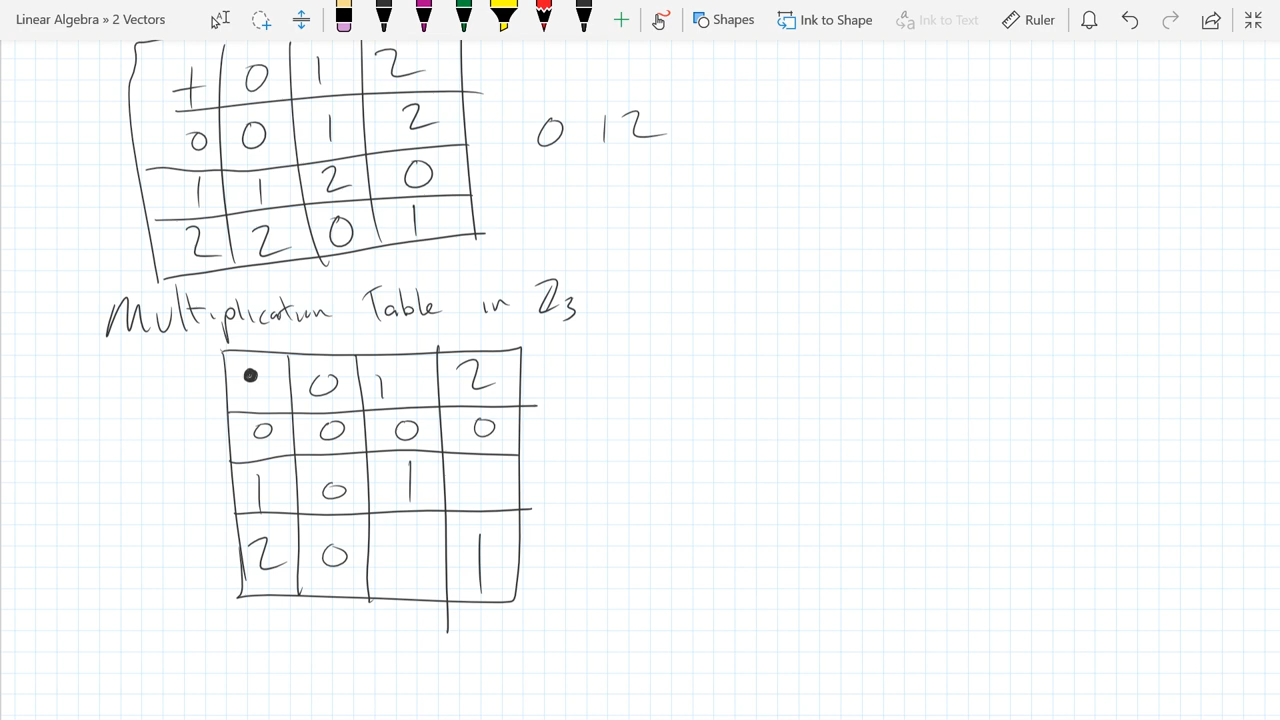 Linear Algebra » 2 Vectors
Shapes
Ink to Shape
Ink to Text
Ruler
+ 0 1 2
0 0 1 2
1 1 2 0
2 2 0 1
0 1 2
Multiplication Table in Z3
• 0 1 2
0 0 0 0
1 0 1
2 0 1